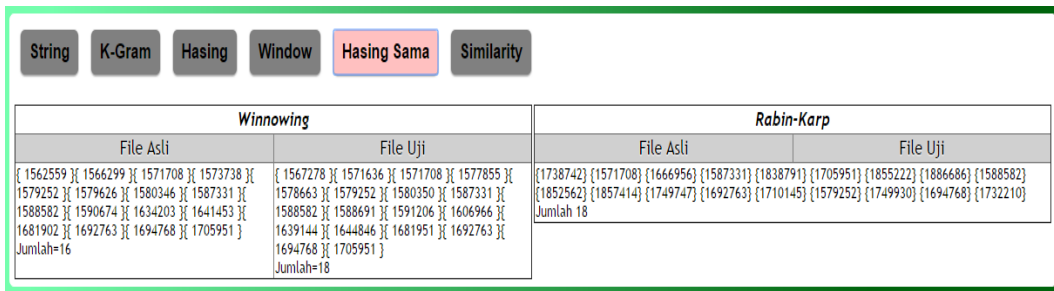 String K-Gram Hasing Window Hasing Sama Similarity
Winnowing
File Asli
File Uji
{ 1562559 }{ 1566299 }{ 1571708 }{ 1573738 }{
1579252 }{ 1579626 }{ 1580346 }{ 1587331 }{
1588582 }{ 1590674 }{ 1634203 }{ 1641453 }{
1681902 }{ 1692763 }{ 1694768 }{ 1705951 }
Jumlah=16
{ 1567278 }{ 1571636 }{ 1571708 }{ 1577855 }{
1578663 }{ 1579252 }{ 1580350 }{ 1587331 }{
1588582 }{ 1588691 }{ 1591206 }{ 1606966 }{
1639144 }{ 1644846 }{ 1681951 }{ 1692763 }{
1694768 }{ 1705951 }
Jumlah=18
Rabin-Karp
File Asli
File Uji
{1738742} {1571708} {1666956} {1587331} {1838791} {1705951} {1855222} {1886686} {1588582}
{1852562} {1857414} {1749747} {1692763} {1710145} {1579252} {1749930} {1694768} {1732210}
Jumlah 18